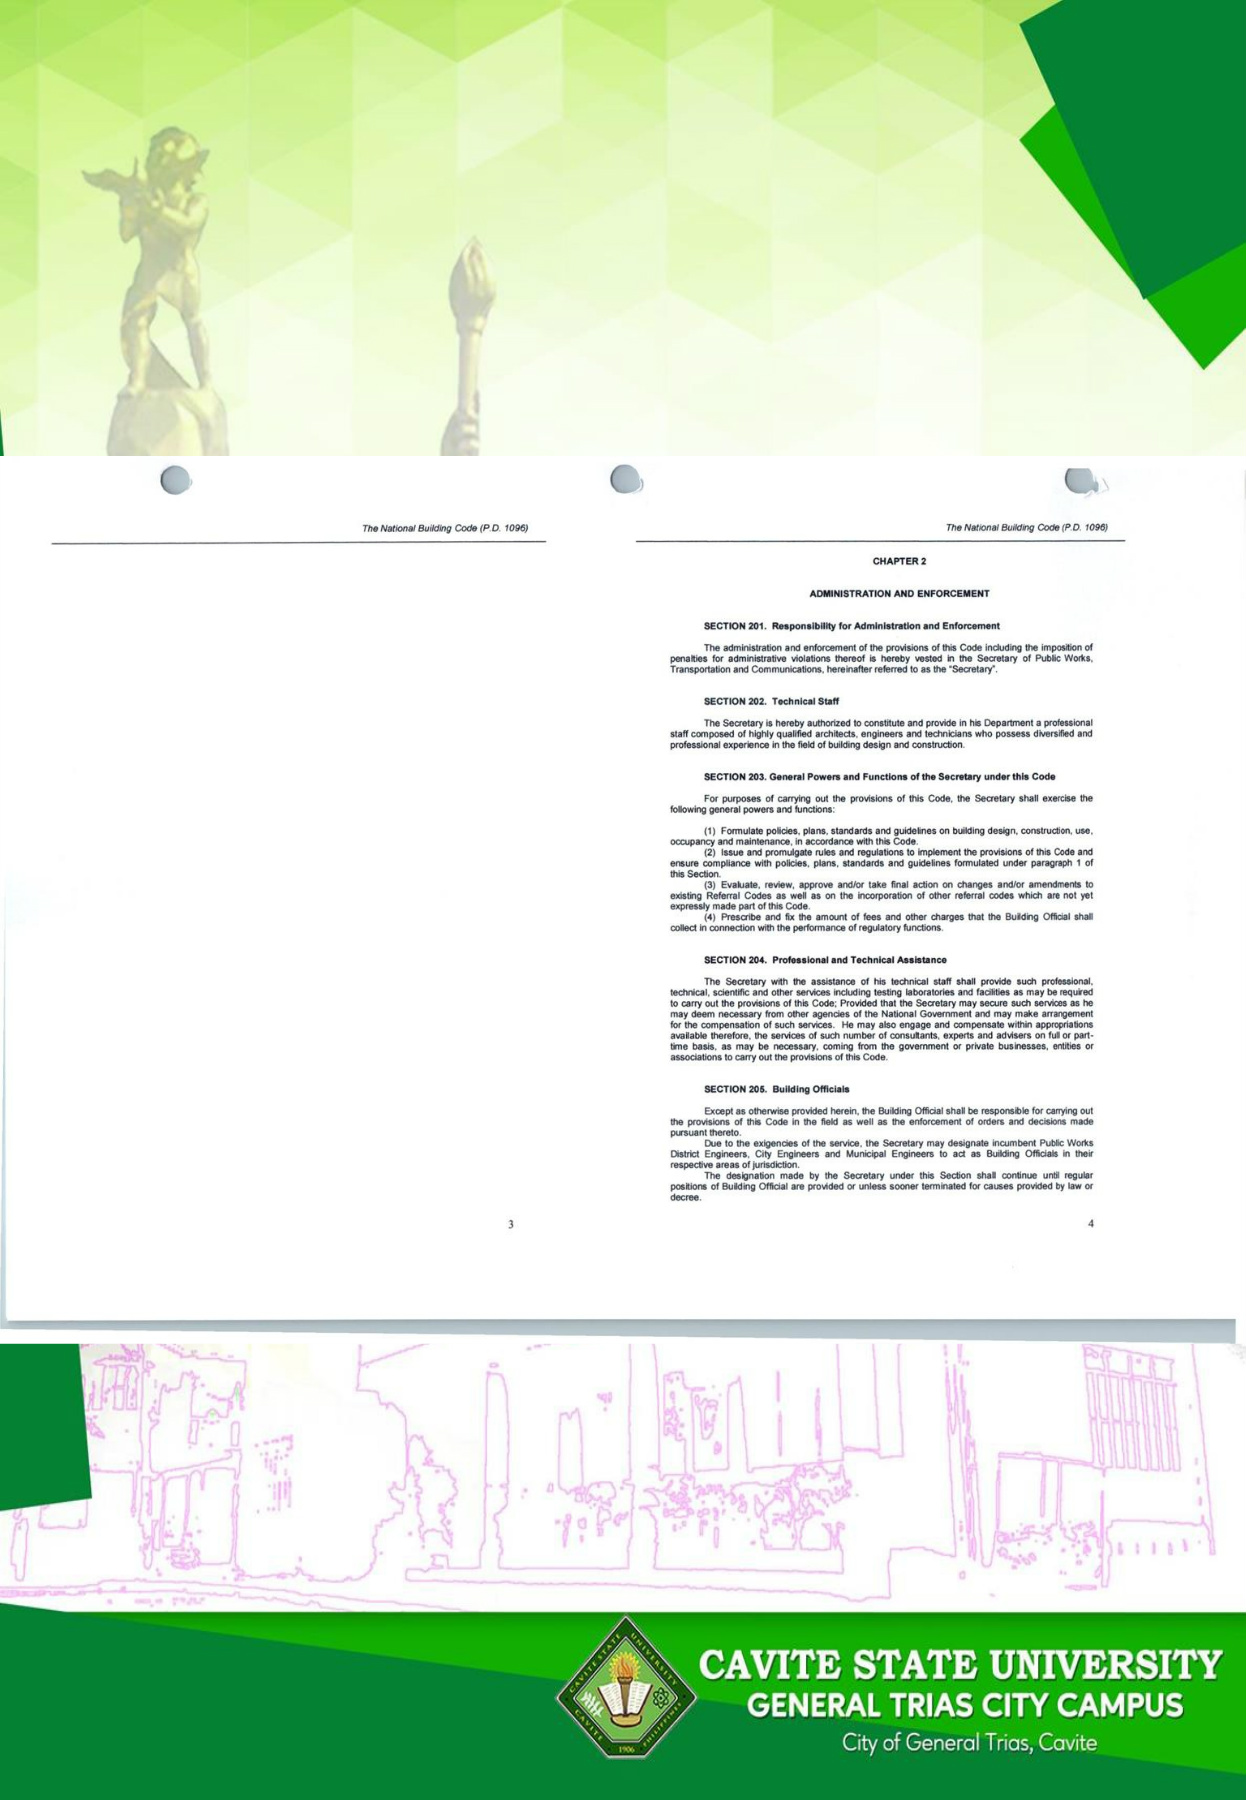 The National Building Code (P.D. 1096)
3
The National Building Code (P.D. 1096)
CHAPTER 2
ADMINISTRATION AND ENFORCEMENT
SECTION 201. Responsibility for Administration and Enforcement
The administration and enforcement of the provisions of this Code including the imposition of
penalties for administrative violations thereof is hereby vested in the Secretary of Public Works,
Transportation and Communications, hereinafter referred to as the "Secretary".
SECTION 202. Technical Staff
The Secretary is hereby authorized to constitute and provide in his Department a professional
staff composed of highly qualified architects, engineers and technicians who possess diversified and
professional experience in the field of building design and construction.
SECTION 203. General Powers and Functions of the Secretary under this Code
For purposes of carrying out the provisions of this Code, the Secretary shall exercise the
following general powers and functions:
(1) Formulate policies, plans, standards and guidelines on building design, construction, use,
occupancy and maintenance, in accordance with this Code.
(2) Issue and promulgate rules and regulations to implement the provisions of this Code and
ensure compliance with policies, plans, standards and guidelines formulated under paragraph 1 of
this Section.
(3) Evaluate, review, approve and/or take final action on changes and/or amendments to
existing Referral Codes as well as on the incorporation of other referral codes which are not yet
expressly made part of this Code.
(4) Prescribe and fix the amount of fees and other charges that the Building Official shall
collect in connection with the performance of regulatory functions.
SECTION 204. Professional and Technical Assistance
The Secretary with the assistance of his technical staff shall provide such professional,
technical, scientific and other services including testing laboratories and facilities as may be required
to carry out the provisions of this Code; Provided that the Secretary may secure such services as he
may deem necessary from other agencies of the National Government and may make arrangement
for the compensation of such services. He may also engage and compensate within appropriations
available therefore, the services of such number of consultants, experts and advisers on full or part-
time basis, as may be necessary, coming from the government or private businesses, entities or
associations to carry out the provisions of this Code.
SECTION 205. Building Officials
Except as otherwise provided herein, the Building Official shall be responsible for carrying out
the provisions of this Code in the field as well as the enforcement of orders and decisions made
pursuant thereto.
Due to the exigencies of the service, the Secretary may designate incumbent Public Works
District Engineers, City Engineers and Municipal Engineers to act as Building Officials in their
respective areas of jurisdiction.
The designation made by the Secretary under this Section shall continue until regular
positions of Building Official are provided or unless sooner terminated for causes provided by law or
decree.
4
CAVITE STATE UNIVERSITY
CAVITE
PHILIPPINES
1906
CAVITE STATE UNIVERSITY
GENERAL TRIAS CITY CAMPUS
City of General Trias, Cavite